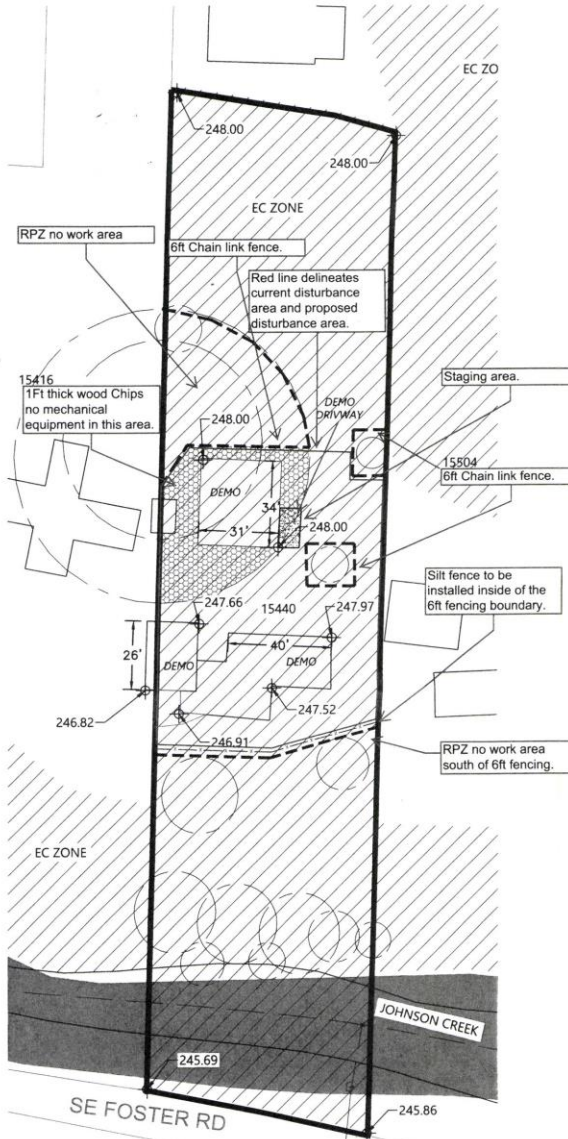 248.00
EC ZO
248.00
EC ZONE
RPZ no work area
6ft Chain link fence.
Red line delineates
current disturbance
area and proposed
disturbance area.
Staging area.
15416
1Ft thick wood Chips
no mechanical
equipment in this area.
DEMO
DRIVWAY
248.00
15504
6ft Chain link fence.
DEMO
34'
31'
248.00
Silt fence to be
installed inside of the
6ft fencing boundary.
247.66
15440
247.97
26'
40'
DEMO
DEMO
246.82
247.52
246.91
RPZ no work area
south of 6ft fencing.
EC ZONE
JOHNSON CREEK
245.69
SE FOSTER RD
245.86